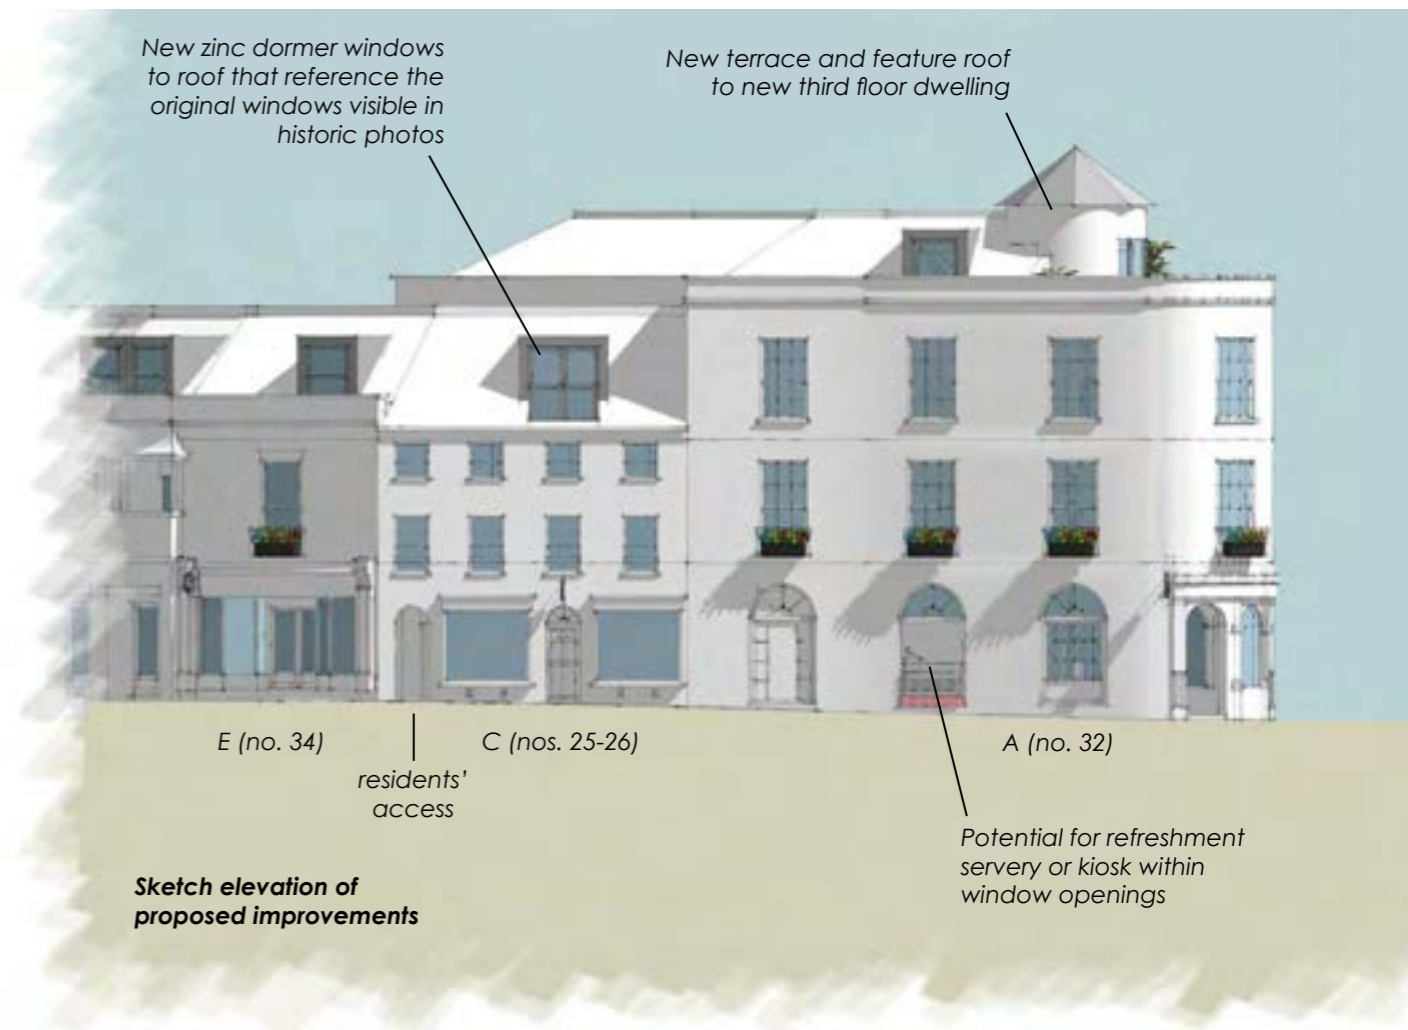 New zinc dormer windows
to roof that reference the
original windows visible in
historic photos
New terrace and feature roof
to new third floor dwelling
E (no. 34)
residents'
access
C (nos. 25-26)
A (no. 32)
Potential for refreshment
servery or kiosk within
window openings
Sketch elevation of
proposed improvements